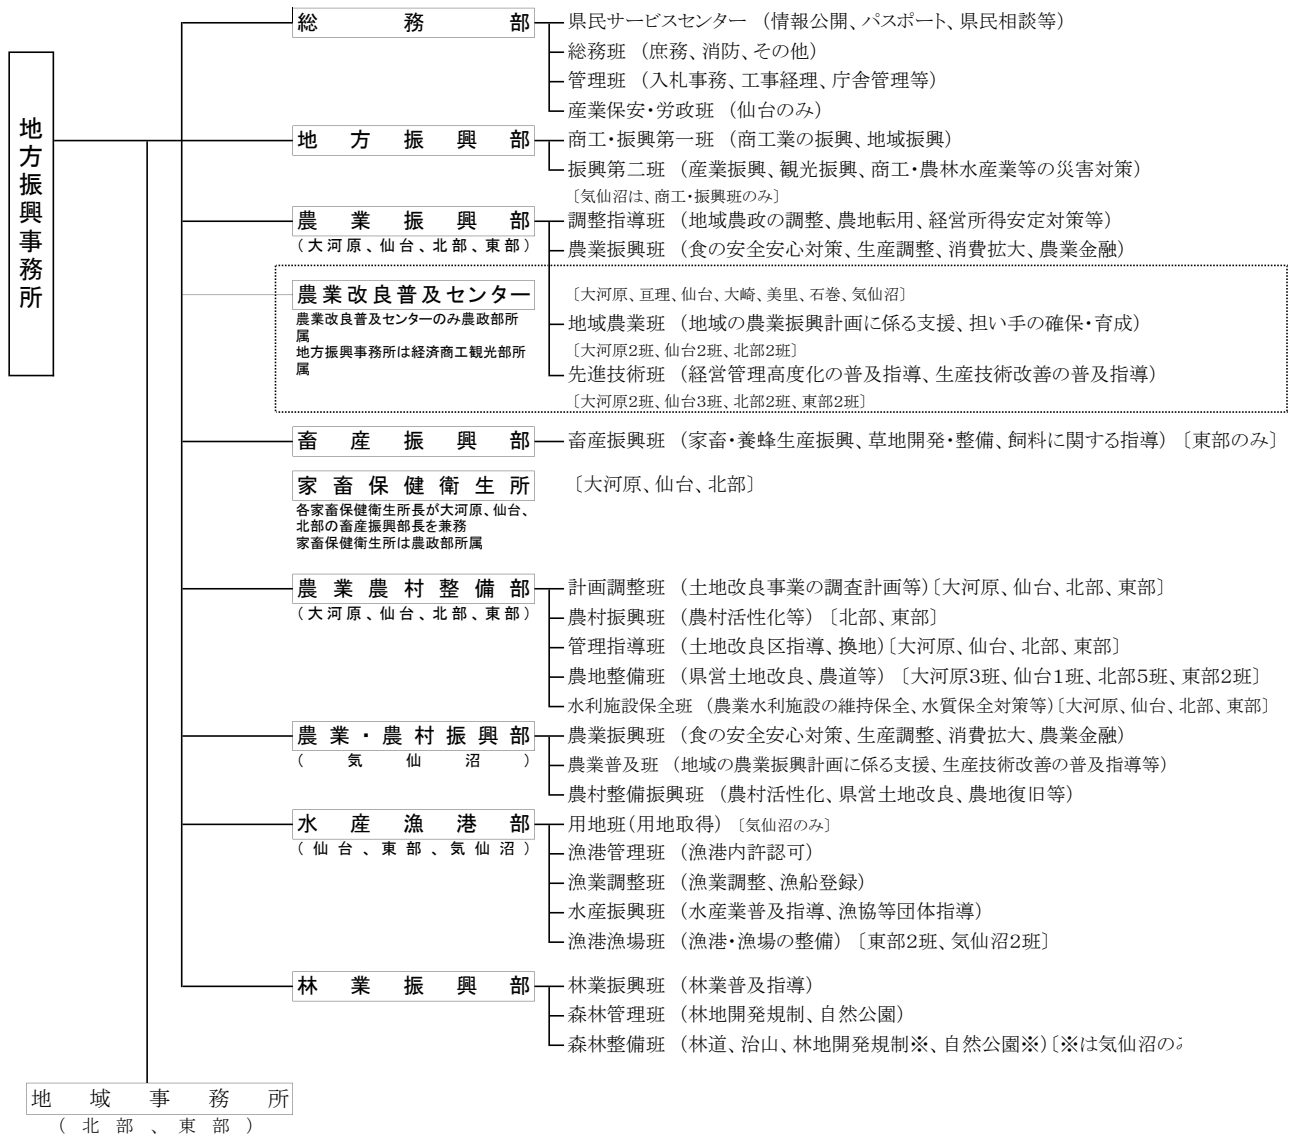 総務部
県民サービスセンター （情報公開、パスポート、県民相談等）
総務班 （庶務、消防、その他）
管理班 （入札事務、工事経理、庁舎管理等）
産業保安・労政班 （仙台のみ）
地方振興事務所
地方振興部
商工・振興第一班 （商工業の振興、地域振興）
振興第二班 （産業振興、観光振興、商工・農林水産業等の災害対策）
〔気仙沼は、商工・振興班のみ〕
農業振興部
（大河原、仙台、北部、東部）
調整指導班 （地域農政の調整、農地転用、経営所得安定対策等）
農業振興班 （食の安全安心対策、生産調整、消費拡大、農業金融）
農業改良普及センター
〔大河原、亘理、仙台、大崎、美里、石巻、気仙沼〕
農業改良普及センターのみ農政部所
属
地方振興事務所は経済商工観光部所
属
地域農業班 （地域の農業振興計画に係る支援、担い手の確保・育成）
〔大河原2班、仙台2班、北部2班〕
先進技術班 （経営管理高度化の普及指導、生産技術改善の普及指導）
〔大河原2班、仙台3班、北部2班、東部2班〕
畜産振興部
畜産振興班 （家畜・養蜂生産振興、草地開発・整備、飼料に関する指導） 〔東部のみ〕
家畜保健衛生所
〔大河原、仙台、北部〕
各家畜保健衛生所長が大河原、仙台、
北部の畜産振興部長を兼務
家畜保健衛生所は農政部所属
農業農村整備部
（大河原、仙台、北部、東部）
計画調整班 （土地改良事業の調査計画等）〔大河原、仙台、北部、東部〕
農村振興班 （農村活性化等） 〔北部、東部〕
管理指導班 （土地改良区指導、換地）〔大河原、仙台、北部、東部〕
農地整備班 （県営土地改良、農道等） 〔大河原3班、仙台1班、北部5班、東部2班〕
水利施設保全班 （農業水利施設の維持保全、水質保全対策等）〔大河原、仙台、北部、東部〕
農業・農村振興部
（気仙沼）
農業振興班 （食の安全安心対策、生産調整、消費拡大、農業金融）
農業普及班 （地域の農業振興計画に係る支援、生産技術改善の普及指導等）
農村整備振興班 （農村活性化、県営土地改良、農地復旧等）
水産漁港部
（仙台、東部、気仙沼）
用地班（用地取得） 〔気仙沼のみ〕
漁港管理班 （漁港内許認可）
漁業調整班 （漁業調整、漁船登録）
水産振興班 （水産業普及指導、漁協等団体指導）
漁港漁場班 （漁港・漁場の整備） 〔東部2班、気仙沼2班〕
林業振興部
林業振興班 （林業普及指導）
森林管理班 （林地開発規制、自然公園）
森林整備班 （林道、治山、林地開発規制※、自然公園※）〔※は気仙沼の
地域事務所
（北部、東部）